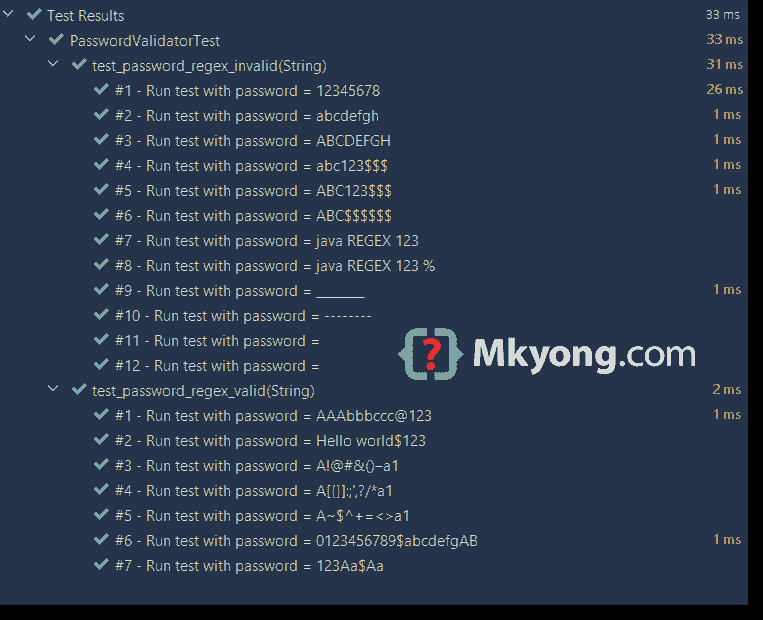 Test Results 33 ms
PasswordValidatorTest 33 ms
test_password_regex_invalid(String) 31 ms
#1 - Run test with password = 12345678 26 ms
#2 - Run test with password = abcdefgh 1 ms
#3 - Run test with password = ABCDEFGH 1 ms
#4 - Run test with password = abc123$$$ 1 ms
#5 - Run test with password = ABC123$$$ 1 ms
#6 - Run test with password = ABC$$$$$$
#7 - Run test with password = java REGEX 123
#8 - Run test with password = java REGEX 123 %
#9 - Run test with password = ________ 1 ms
#10 - Run test with password = --------
#11 - Run test with password =
#12 - Run test with password =
Mkyong.com
test_password_regex_valid(String) 2 ms
#1 - Run test with password = AAAbbbccc@123 1 ms
#2 - Run test with password = Hello world$123
#3 - Run test with password = A!@#&()–a1
#4 - Run test with password = A[{}]:;',?/*a1
#5 - Run test with password = A~$^+=<>a1
#6 - Run test with password = 0123456789$abcdefgAB 1 ms
#7 - Run test with password = 123Aa$Aa